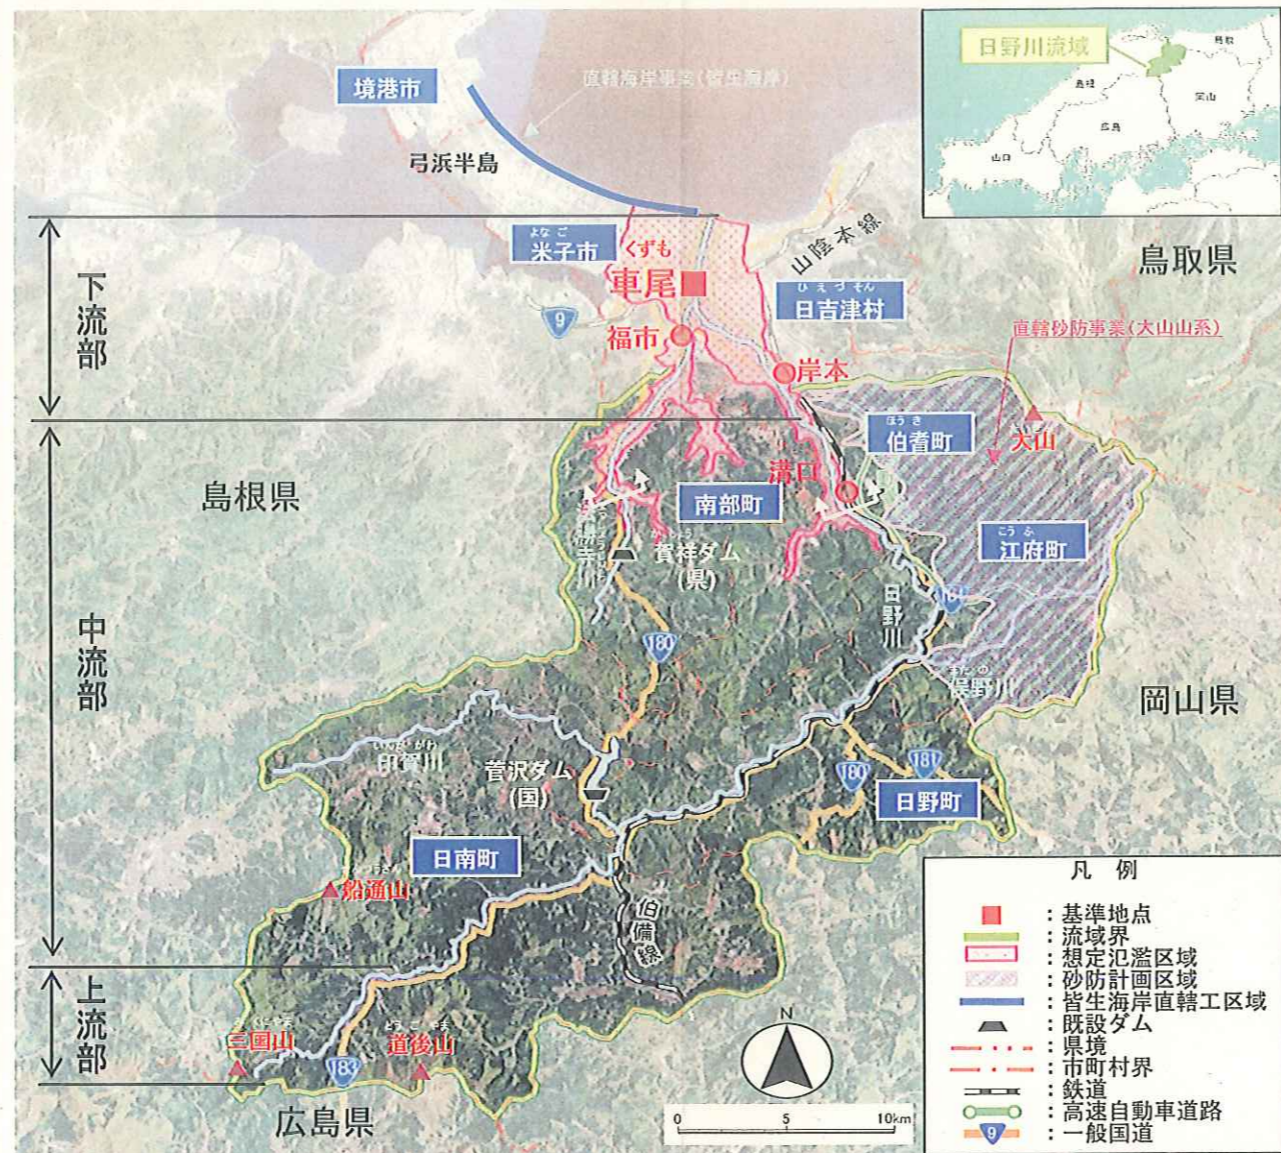 日野川流域
鳥取
島根
岡山
広島
山口
境港市
直轄海岸事業(皆生海岸)
弓浜半島
よなご
米子市
くずも
車尾
山陰本線
鳥取県
ひえづそん
日吉津村
9
福市
直轄砂防事業(大山山系)
下流部
岸本
ほうき
伯耆町
大山
溝口
島根県
南部町
こうふ
江府町
賀祥ダム
(県)
日野川
181
中流部
180
俣野川
岡山県
印賀川
菅沢ダム
(国)
180
181
日野町
日南町
船通山
伯備線
上流部
三国山
道後山
183
広島県
N
0
5
10km
凡例
:基準地点
:流域界
:想定氾濫区域
:砂防計画区域
:皆生海岸直轄工区域
:既設ダム
:県境
:市町村界
:鉄道
:高速自動車道路
9
:一般国道